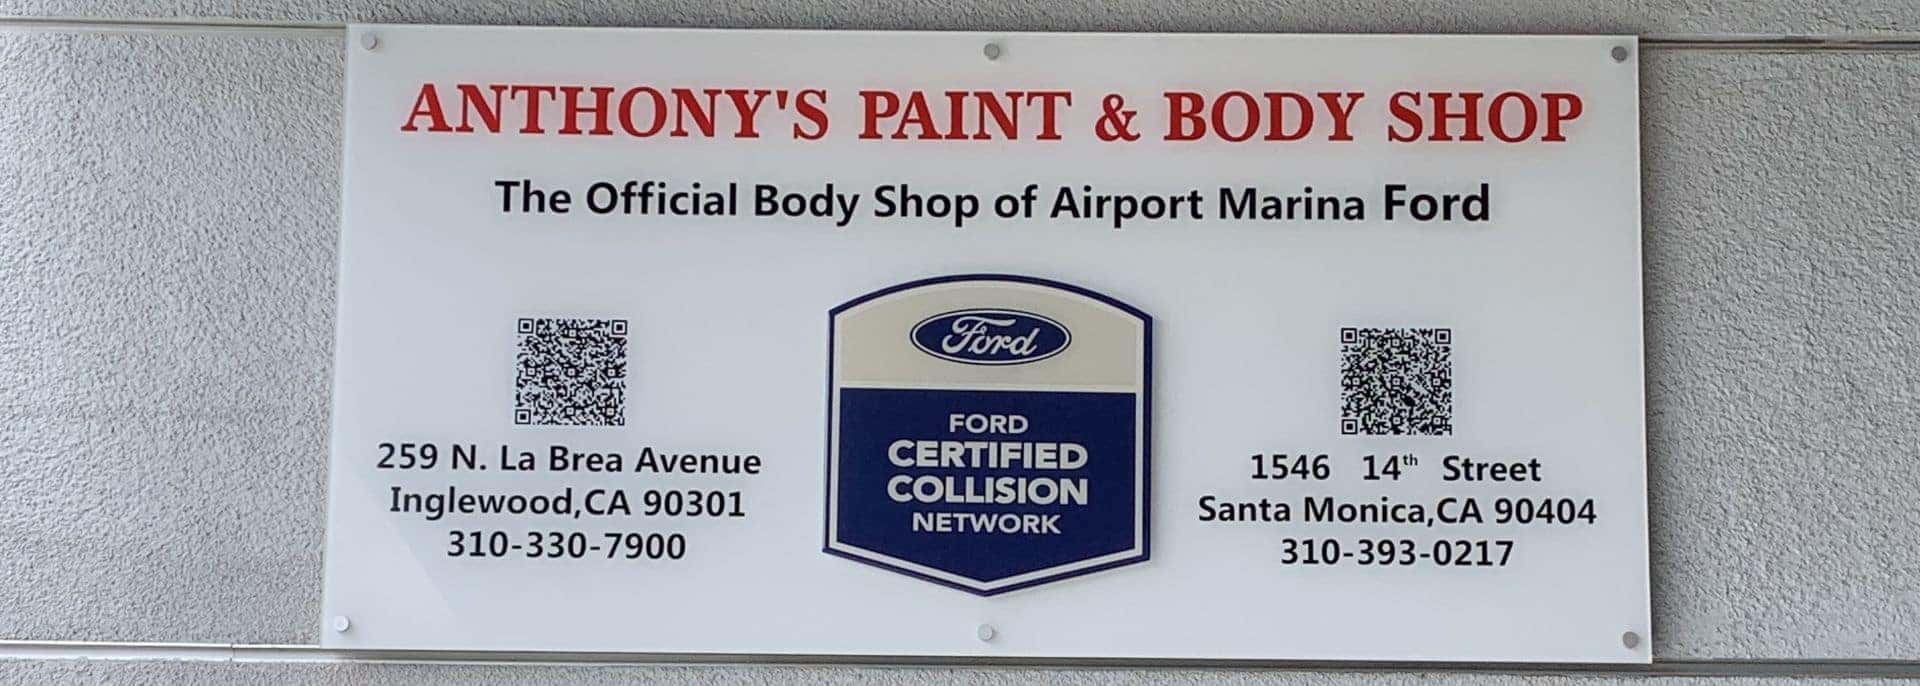 ANTHONY'S PAINT & BODY SHOP
The Official Body Shop of Airport Marina Ford
259 N. La Brea Avenue
Inglewood,CA 90301
310-330-7900
Ford
FORD
CERTIFIED
COLLISION
NETWORK
1546 14th Street
Santa Monica,CA 90404
310-393-0217